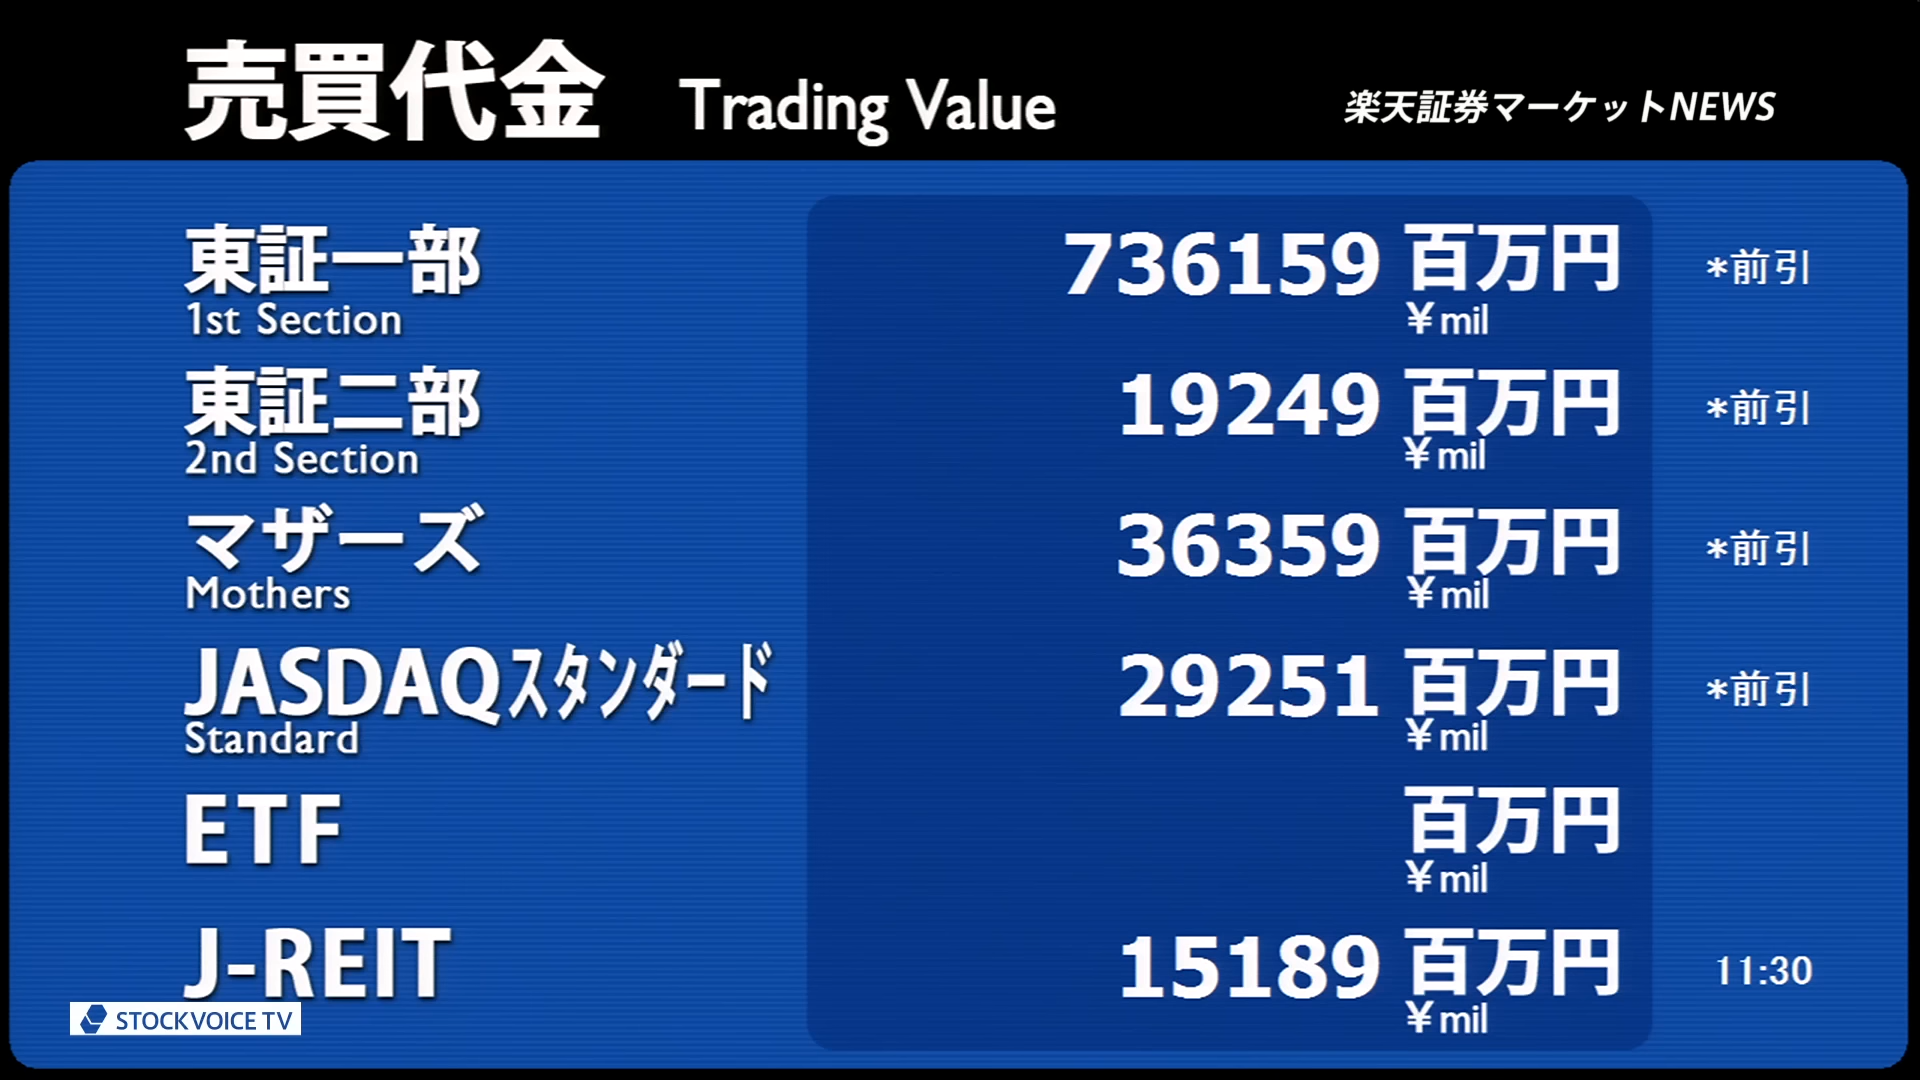 売買代金 Trading Value 楽天証券マーケットNEWS
東証一部 736159 百万円 *前引
1st Section ¥mil
東証二部 19249 百万円 *前引
2nd Section ¥mil
マザーズ 36359 百万円 *前引
Mothers ¥mil
JASDAQスタンダード 29251 百万円 *前引
Standard ¥mil
ETF 百万円
¥mil
J-REIT 15189 百万円 11:30
¥mil
STOCKVOICE TV